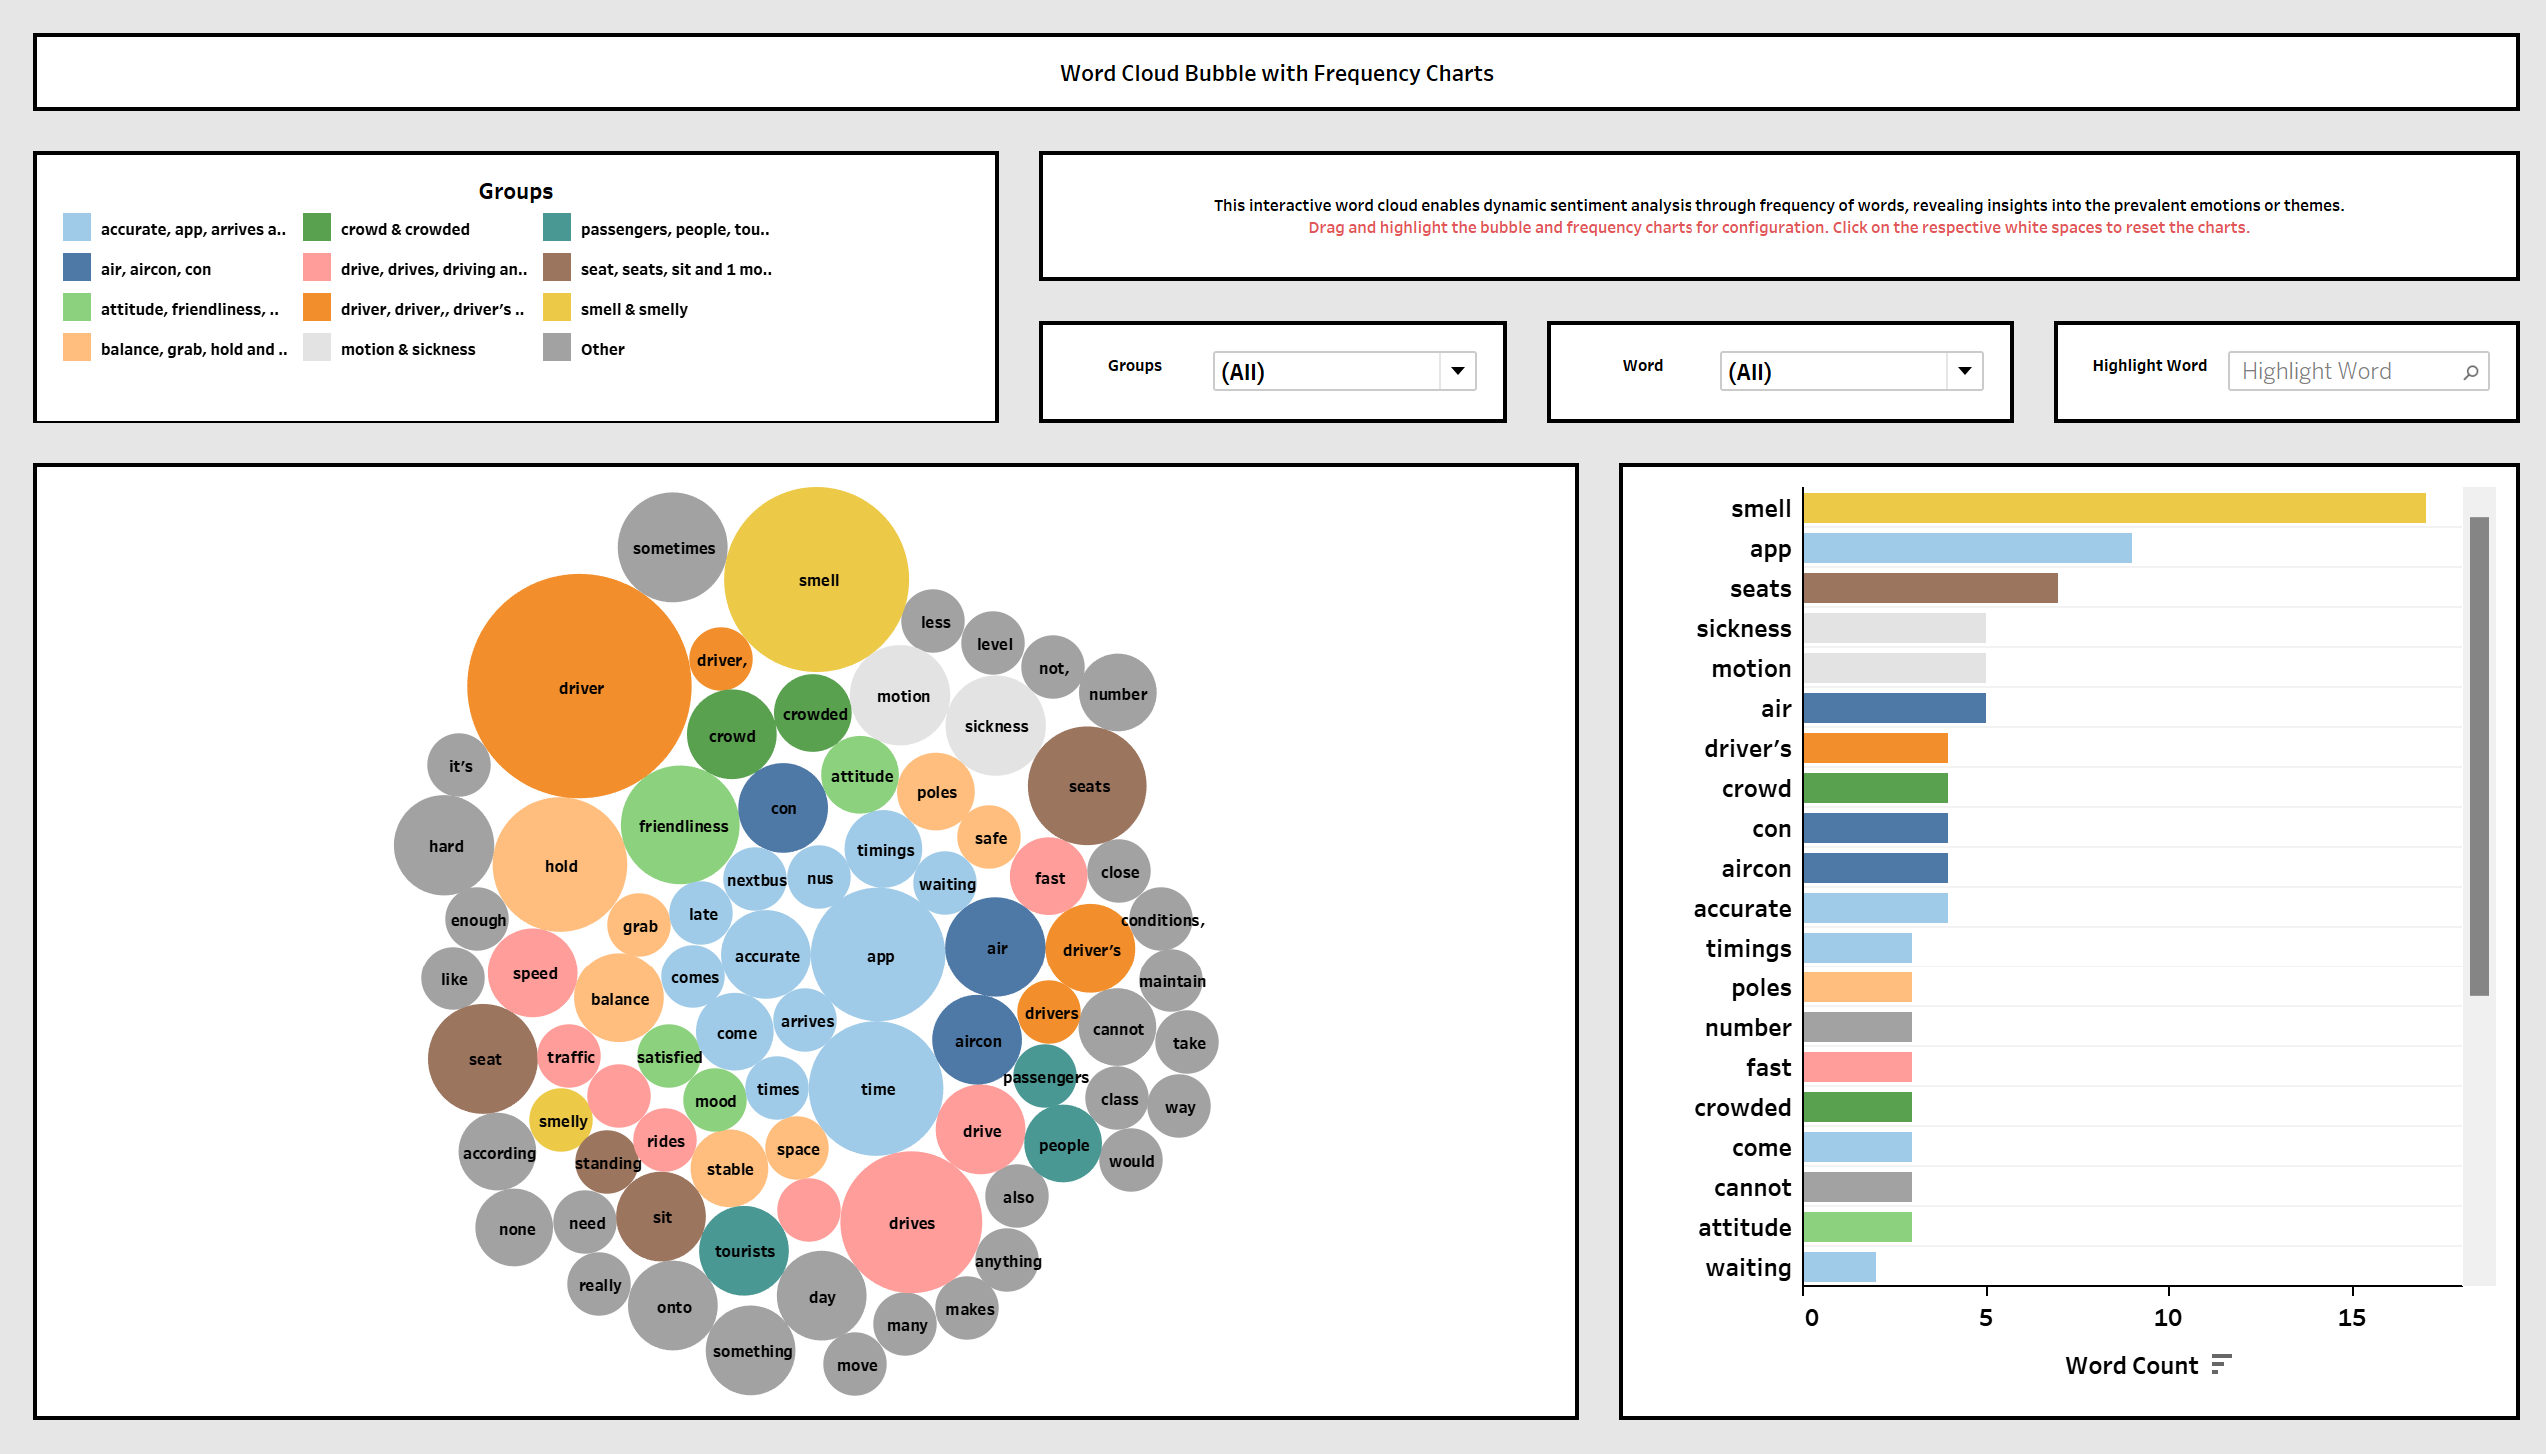 Word Cloud Bubble with Frequency Charts
Groups
accurate, app, arrives a..
crowd & crowded
passengers, people, tou..
air, aircon, con
drive, drives, driving an..
seat, seats, sit and 1 mo..
attitude, friendliness, ..
driver, driver,, driver's ..
smell & smelly
balance, grab, hold and ..
motion & sickness
Other
This interactive word cloud enables dynamic sentiment analysis through frequency of words, revealing insights into the prevalent emotions or themes.
Drag and highlight the bubble and frequency charts for configuration. Click on the respective white spaces to reset the charts.
Groups
(All)
Word
(All)
Highlight Word
Highlight Word
sometimes
smell
less
level
driver,
not,
driver
motion
number
crowded
sickness
crowd
it's
attitude
seats
poles
con
friendliness
safe
hard
timings
hold
close
nextbus
nus
fast
waiting
late
enough
conditions,
grab
air
driver's
accurate
app
speed
comes
like
maintain
balance
drivers
arrives
cannot
come
aircon
take
traffic
satisfied
seat
passengers
times
time
class
mood
way
smelly
drive
rides
people
space
according
would
standing
stable
also
sit
need
drives
none
tourists
anything
really
day
onto
makes
many
something
move
smell
app
seats
sickness
motion
air
driver's
crowd
con
aircon
accurate
timings
poles
number
fast
crowded
come
cannot
attitude
waiting
0
5
10
15
Word Count